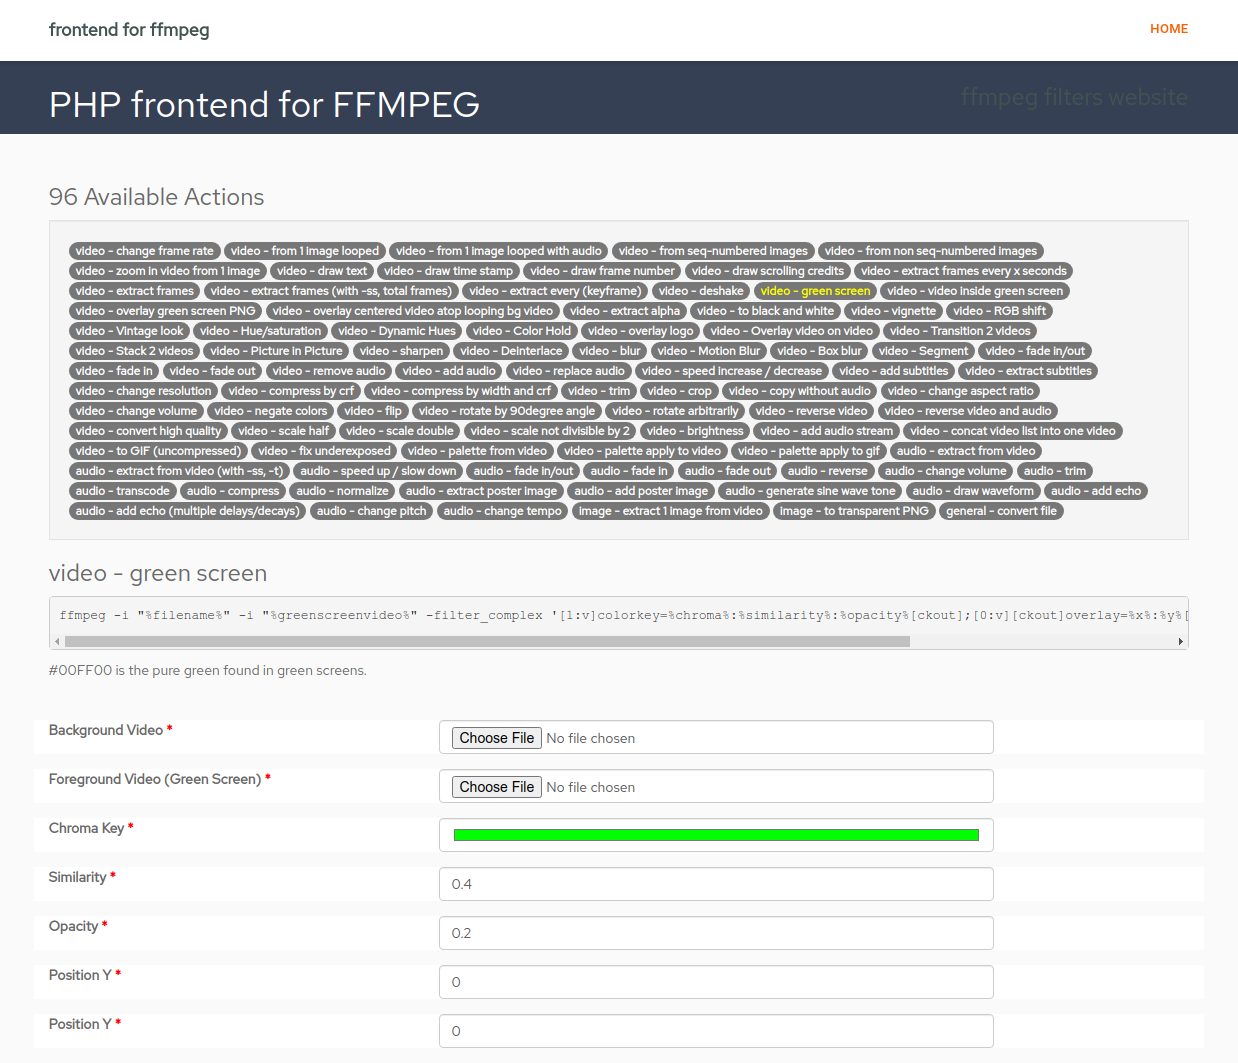 frontend for ffmpeg
HOME
PHP frontend for FFMPEG
ffmpeg filters website
96 Available Actions
video - change frame rate video - from 1 image looped video - from 1 image looped with audio video - from seq-numbered images video - from non seq-numbered images
video - zoom in video from 1 image video - draw text video - draw time stamp video - draw frame number video - draw scrolling credits video - extract frames every x seconds
video - extract frames video - extract frames (with -ss, total frames) video - extract every (keyframe) video - deshake video - green screen video - video inside green screen
video - overlay green screen PNG video - overlay centered video atop looping bg video video - extract alpha video - to black and white video - vignette video - RGB shift
video - Vintage look video - Hue/saturation video - Dynamic Hues video - Color Hold video - overlay logo video - Overlay video on video video - Transition 2 videos
video - Stack 2 videos video - Picture in Picture video - sharpen video - DeInterlace video - blur video - Motion Blur video - Box blur video - Segment video - fade in/out
video - fade in video - fade out video - remove audio video - add audio video - replace audio video - speed increase / decrease video - add subtitles video - extract subtitles
video - change resolution video - compress by crf video - compress by width and crf video - trim video - crop video - copy without audio video - change aspect ratio
video - change volume video - negate colors video - flip video - rotate by 90degree angle video - rotate arbitrarily video - reverse video video - reverse video and audio
video - convert high quality video - scale half video - scale double video - scale not divisible by 2 video - brightness video - add audio stream video - concat video list into one video
video - to GIF (uncompressed) video - fix underexposed video - palette from video video - palette apply to video video - palette apply to gif audio - extract from video
audio - extract from video (with -ss, -t) audio - speed up / slow down audio - fade in/out audio - fade in audio - fade out audio - reverse audio - change volume audio - trim
audio - transcode audio - compress audio - normalize audio - extract poster image audio - add poster image audio - generate sine wave tone audio - draw waveform audio - add echo
audio - add echo (multiple delays/decays) audio - change pitch audio - change tempo image - extract 1 image from video image - to transparent PNG general - convert file
video - green screen
ffmpeg -i "%filename%" -i "%greenscreenvideo%" -filter_complex '[1:v]colorkey=%chroma%:%similarity%:%opacity%[ckout];[0:v][ckout]overlay=%x%:%y%[
#00FF00 is the pure green found in green screens.
Background Video *
Choose File No file chosen
Foreground Video (Green Screen) *
Choose File No file chosen
Chroma Key *
Similarity *
0.4
Opacity *
0.2
Position Y *
0
Position Y *
0